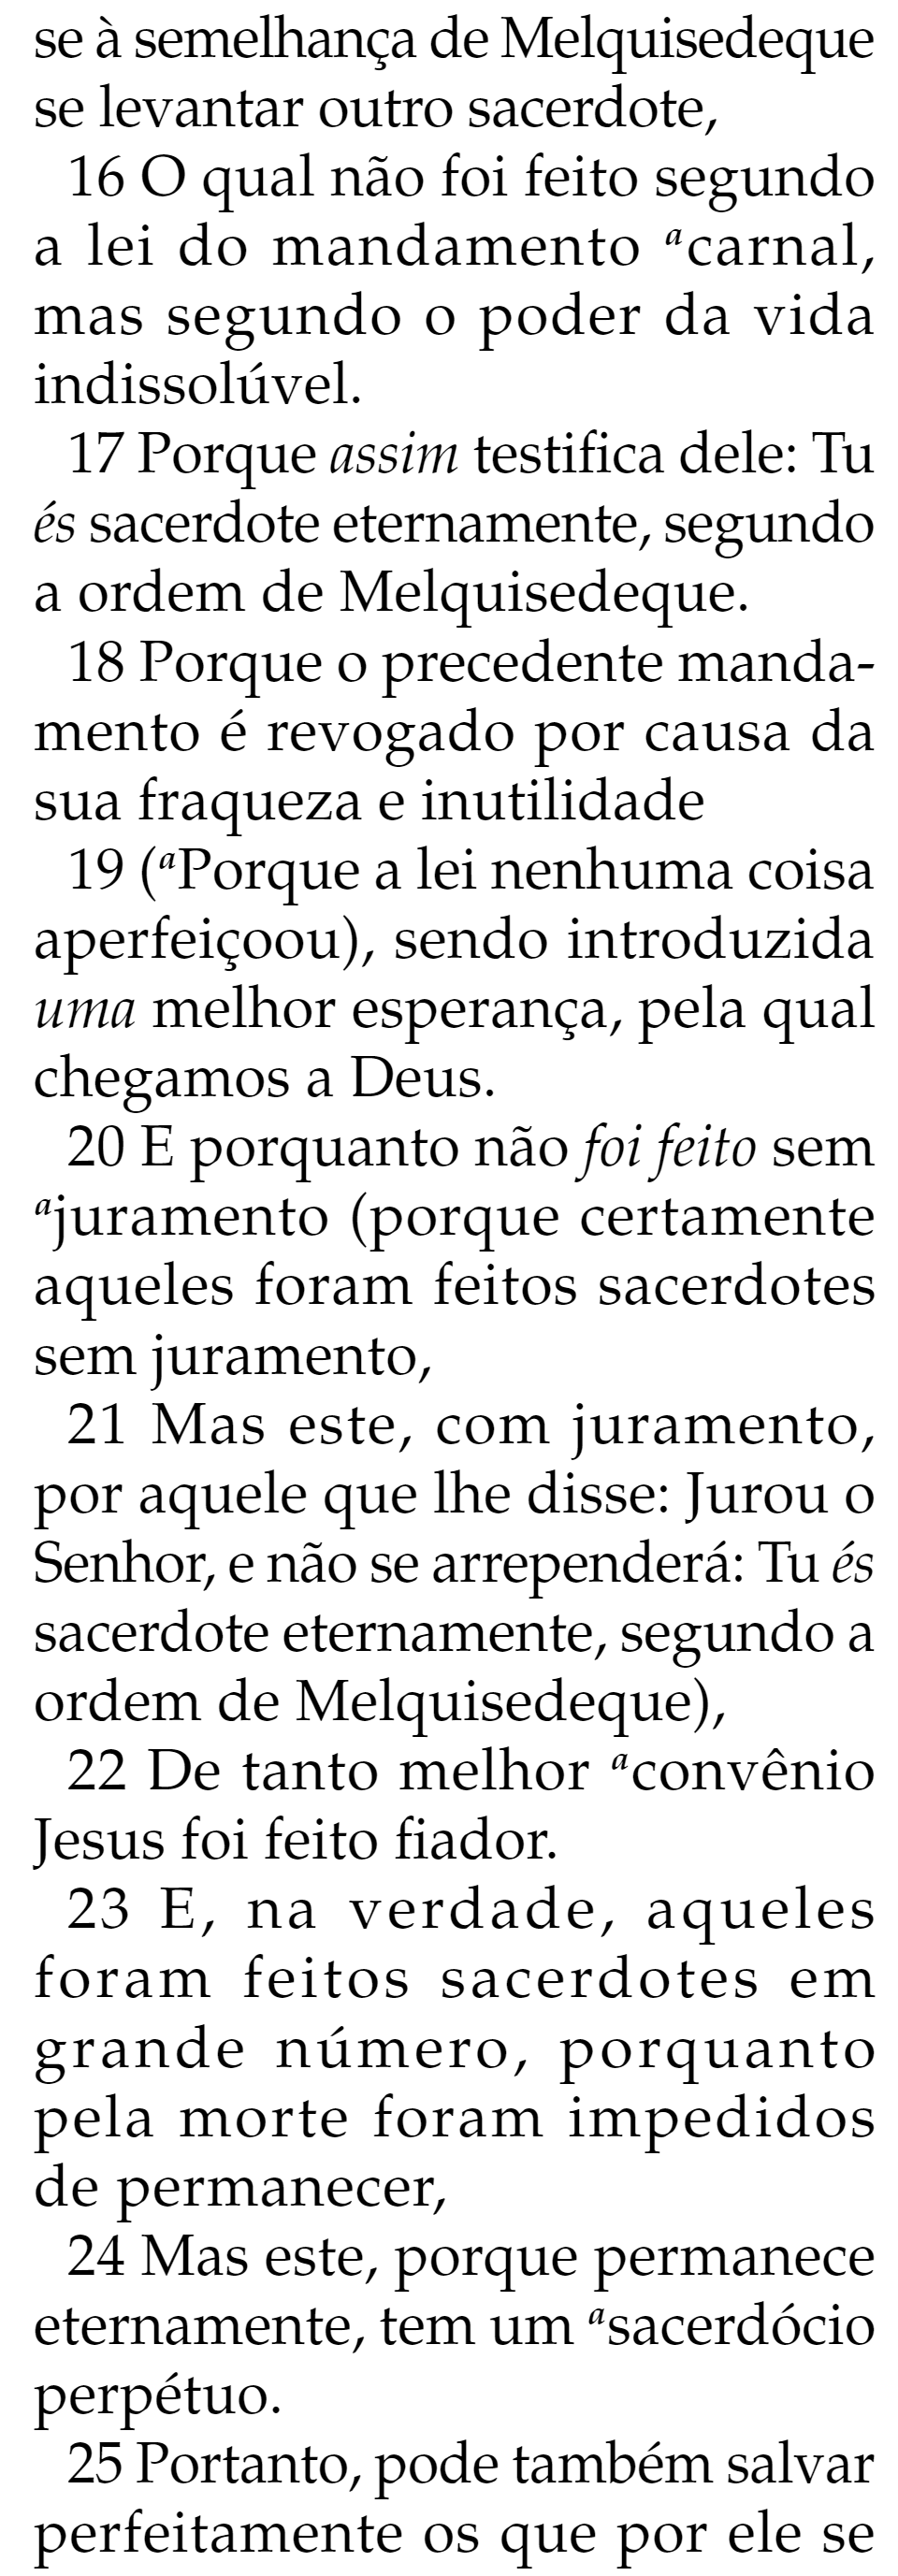 se à semelhança de Melquisedeque
se levantar outro sacerdote,
16 O qual não foi feito segundo
a lei do mandamento ᵃcarnal,
mas segundo o poder da vida
indissolúvel.
17 Porque assim testifica dele: Tu
és sacerdote eternamente, segundo
a ordem de Melquisedeque.
18 Porque o precedente manda-
mento é revogado por causa da
sua fraqueza e inutilidade
19 (ᵃPorque a lei nenhuma coisa
aperfeiçoou), sendo introduzida
uma melhor esperança, pela qual
chegamos a Deus.
20 E porquanto não foi feito sem
ᵃjuramento (porque certamente
aqueles foram feitos sacerdotes
sem juramento,
21 Mas este, com juramento,
por aquele que lhe disse: Jurou o
Senhor, e não se arrependerá: Tu és
sacerdote eternamente, segundo a
ordem de Melquisedeque),
22 De tanto melhor ᵃconvênio
Jesus foi feito fiador.
23 E, na verdade, aqueles
foram feitos sacerdotes em
grande número, porquanto
pela morte foram impedidos
de permanecer,
24 Mas este, porque permanece
eternamente, tem um ᵃsacerdócio
perpétuo.
25 Portanto, pode também salvar
perfeitamente os que por ele se